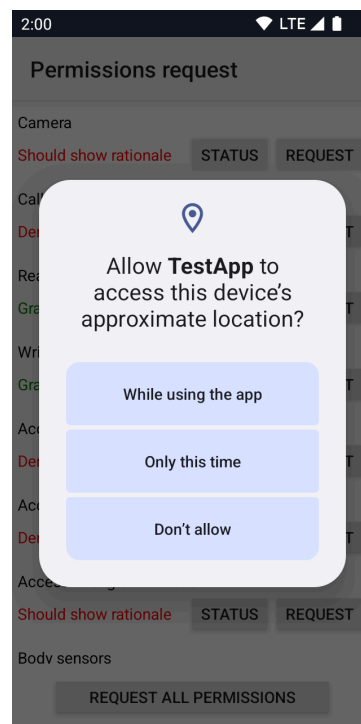 2:00 LTE
Permissions request
Camera
Should show rationale STATUS REQUEST
Allow TestApp to
access this device's
approximate location?
While using the app
Only this time
Don't allow
Should show rationale STATUS REQUEST
Body sensors
REQUEST ALL PERMISSIONS